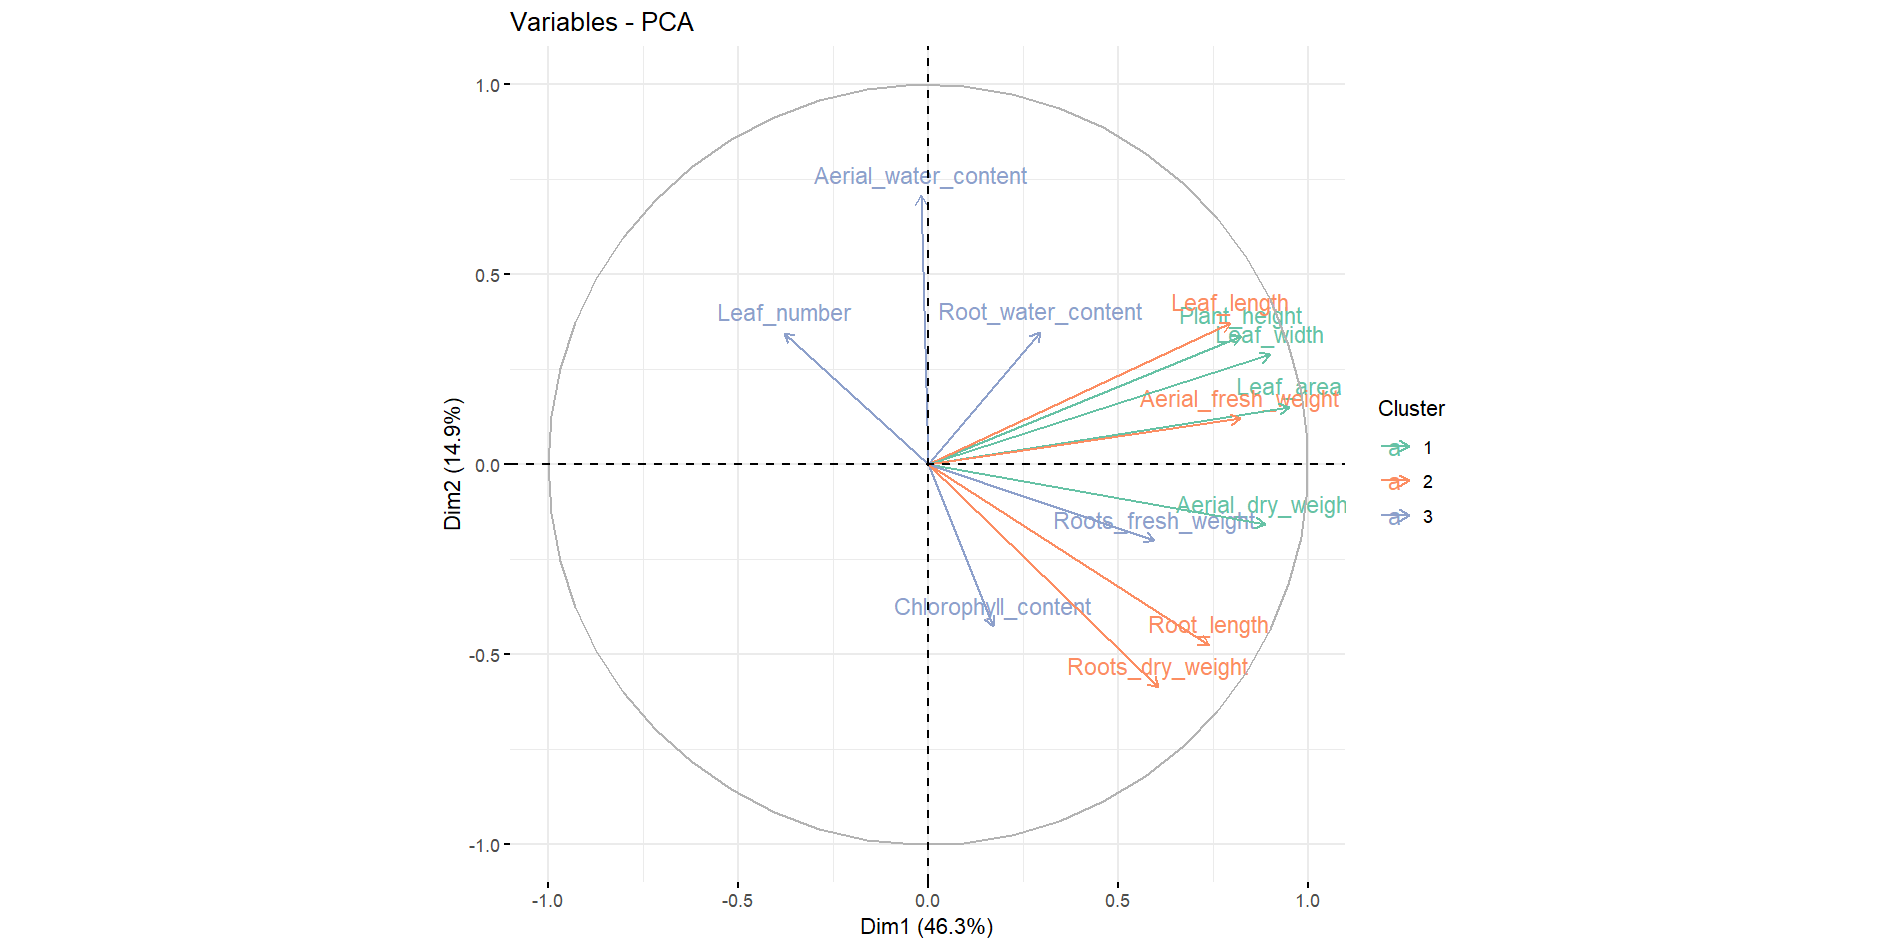 Variables - PCA
1.0
0.5
0.0
-0.5
-1.0
Dim2 (14.9%)
Aerial_water_content
Leaf_number
Root_water_content
Leaf_length
Plant_height
Leaf_width
Leaf_area
Aerial_fresh_weight
Aerial_dry_weigh
Roots_fresh_weight
Chlorophyll_content
Root_length
Roots_dry_weight
-1.0
-0.5
0.0
0.5
1.0
Dim1 (46.3%)
Cluster
a 1
a 2
a 3